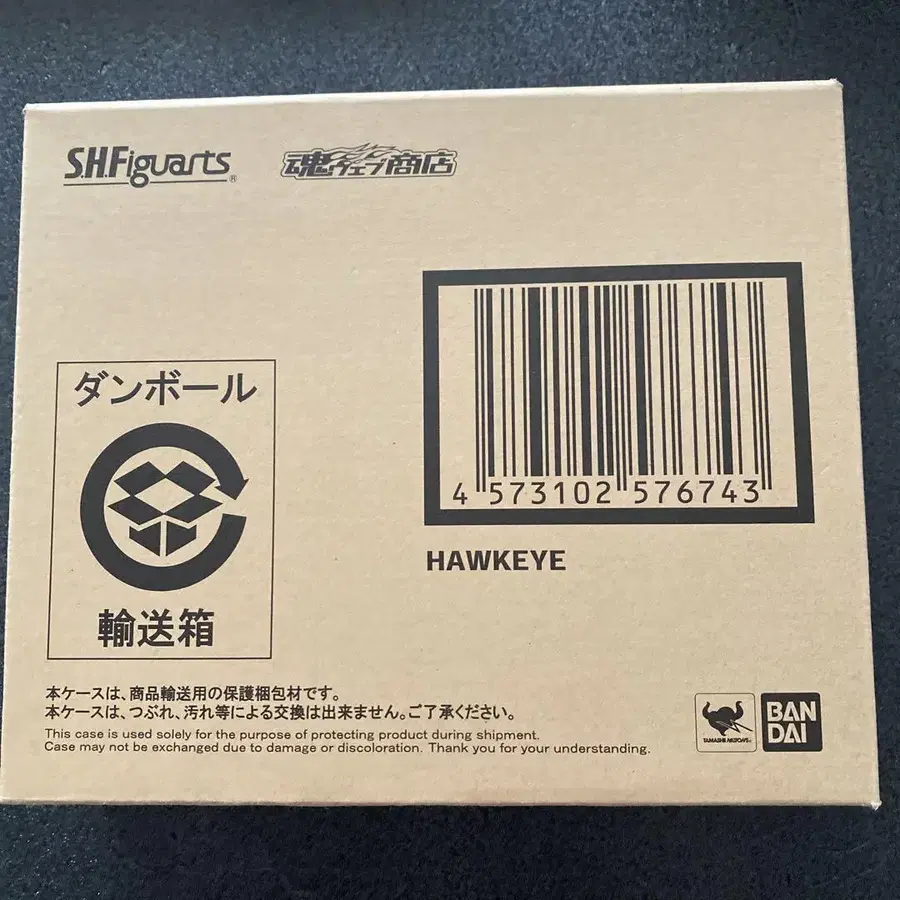 S.H.Figuarts®
魂ウェブ商店
4 573102 576743
HAWKEYE
ダンボール
輸送箱
本ケースは、商品輸送用の保護梱包材です。
本ケースは、つぶれ、汚れ等による交換は出来ません。ご了承ください。
This case is used solely for the purpose of protecting product during shipment.
Case may not be exchanged due to damage or discoloration. Thank you for your understanding.
TAMASHII NATIONS
BAN
DAI